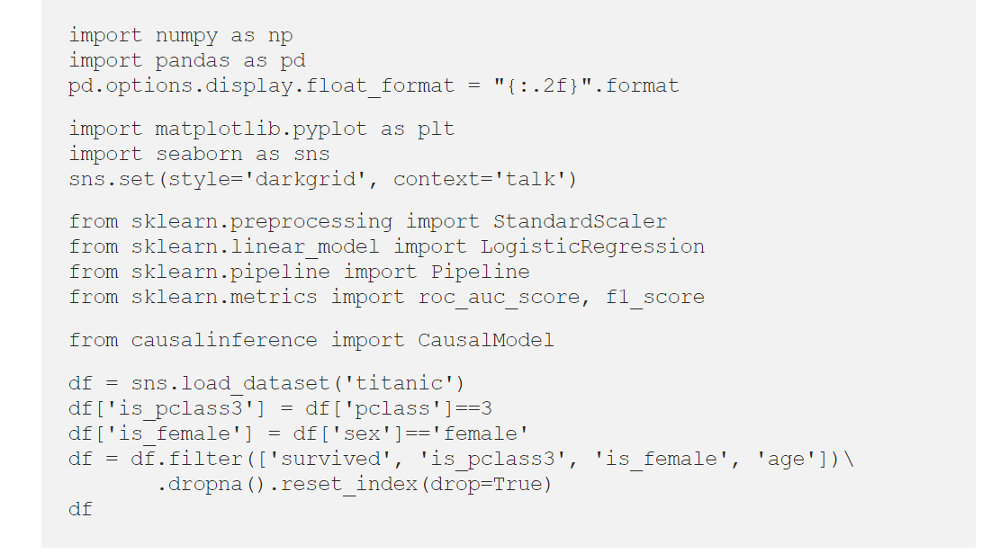 import numpy as np
import pandas as pd
pd.options.display.float_format = "{:.2f}".format
import matplotlib.pyplot as plt
import seaborn as sns
sns.set(style='darkgrid', context='talk')
from sklearn.preprocessing import StandardScaler
from sklearn.linear_model import LogisticRegression
from sklearn.pipeline import Pipeline
from sklearn.metrics import roc_auc_score, f1_score
from causalinference import CausalModel
df = sns.load_dataset('titanic')
df['is_pclass3'] = df['pclass']==3
df['is_female'] = df['sex']=='female'
df = df.filter(['survived', 'is_pclass3', 'is_female', 'age'])\
       .dropna().reset_index(drop=True)
df